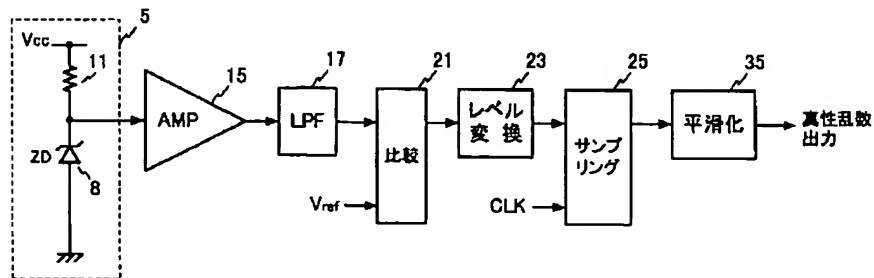 5
Vcc
11
ZD
8
15
AMP
17
LPF
21
比較
Vref
23
レベル
変換
25
サンプ
リング
CLK
35
平滑化
真性乱数
出力